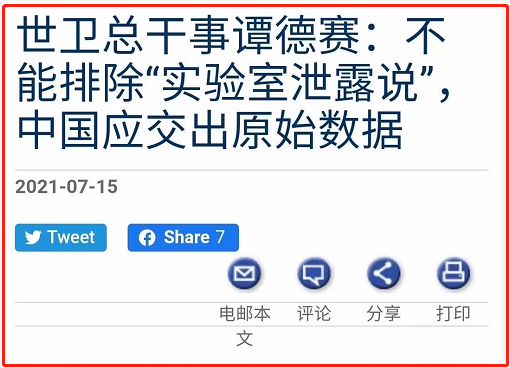 世卫总干事谭德赛：不
能排除“实验室泄露说”，
中国应交出原始数据
2021-07-15
Tweet
Share 7
电邮本文
评论
分享
打印